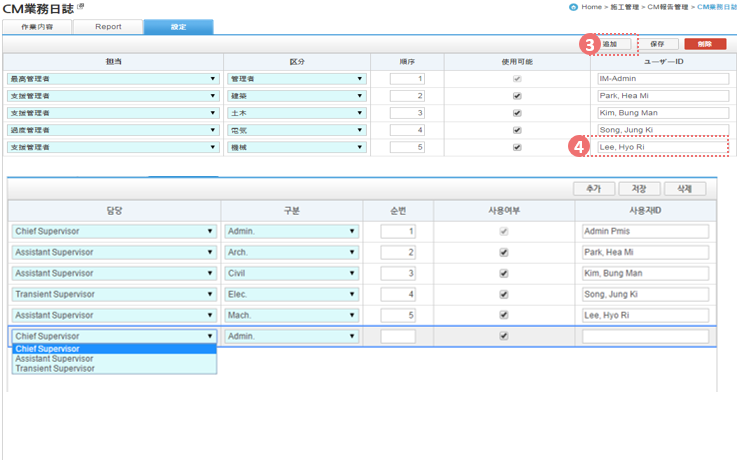 CM業務日誌
Home > 施工管理 > CM報告管理 > CM業務日誌
作業内容 Report 設定
3 追加 保存 削除
担当 区分 順序 使用可能 ユーザーID
最高管理者 管理者 1 IM-Admin
支援管理者 建築 2 Park, Hea Mi
支援管理者 土木 3 Kim, Bung Man
過度管理者 電気 4 Song, Jung Ki
支援管理者 機械 5 4 Lee, Hyo Ri
추가 저장 삭제
담당 구분 순번 사용여부 사용자ID
Chief Supervisor Admin. 1 Admin Pmis
Assistant Supervisor Arch. 2 Park, Hea Mi
Assistant Supervisor Civil 3 Kim, Bung Man
Transient Supervisor Elec. 4 Song, Jung Ki
Assistant Supervisor Mach. 5 Lee, Hyo Ri
Chief Supervisor Admin.
Chief Supervisor
Assistant Supervisor
Transient Supervisor